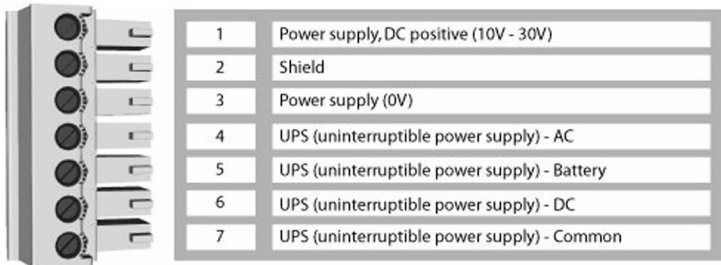 1 Power supply, DC positive (10V - 30V)
2 Shield
3 Power supply (0V)
4 UPS (uninterruptible power supply) - AC
5 UPS (uninterruptible power supply) - Battery
6 UPS (uninterruptible power supply) - DC
7 UPS (uninterruptible power supply) - Common